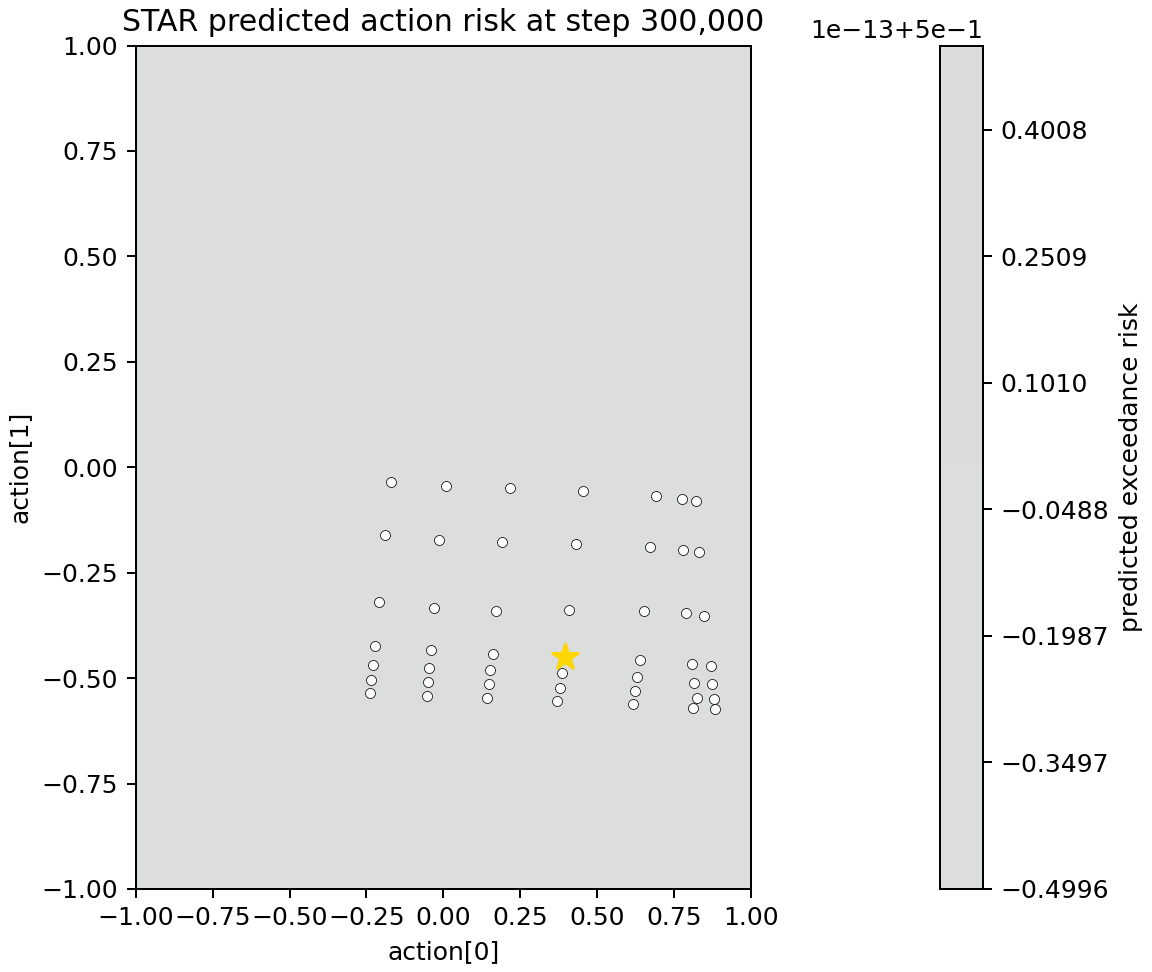 STAR predicted action risk at step 300,000
1e−13+5e−1
1.00
0.75
0.50
0.25
0.00
−0.25
−0.50
−0.75
−1.00
action[1]
−1.00 −0.75 −0.50 −0.25 0.00 0.25 0.50 0.75 1.00
action[0]
0.4008
0.2509
0.1010
−0.0488
−0.1987
−0.3497
−0.4996
predicted exceedance risk